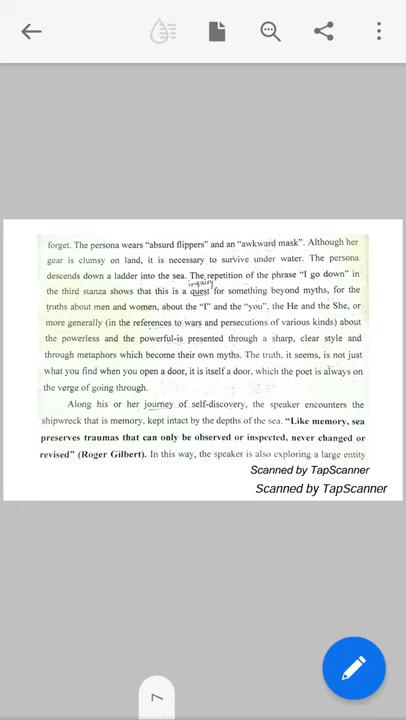 forget. The persona wears “absurd flippers” and an “awkward mask”. Although her
gear is clumsy on land, it is necessary to survive under water. The persona
descends down a ladder into the sea. The repetition of the phrase “I go down” in
inquiry
the third stanza shows that this is a quest for something beyond myths, for the
truths about men and women, about the “I” and the “you”, the He and the She, or
more generally (in the references to wars and persecutions of various kinds) about
the powerless and the powerful-is presented through a sharp, clear style and
through metaphors which become their own myths. The truth, it seems, is not just
what you find when you open a door, it is itself a door, which the poet is always on
the verge of going through.
Along his or her journey of self-discovery, the speaker encounters the
shipwreck that is memory, kept intact by the depths of the sea. “Like memory, sea
preserves traumas that can only be observed or inspected, never changed or
revised” (Roger Gilbert). In this way, the speaker is also exploring a large entity
Scanned by TapScanner
Scanned by TapScanner
7